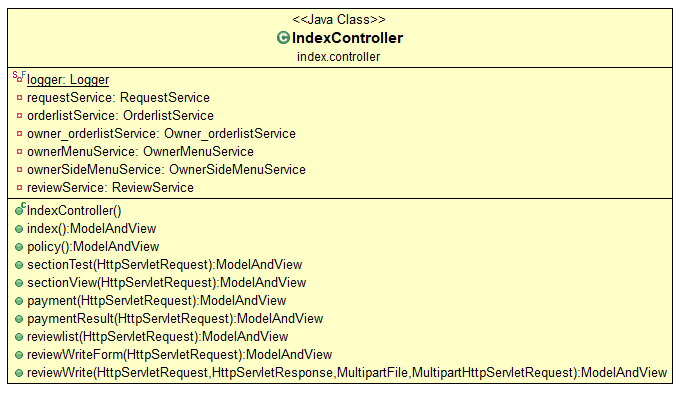 <<Java Class>>
C IndexController
index.controller
S F logger: Logger
requestService: RequestService
orderlistService: OrderlistService
owner_orderlistService: Owner_orderlistService
ownerMenuService: OwnerMenuService
ownerSideMenuService: OwnerSideMenuService
reviewService: ReviewService
C IndexController()
index():ModelAndView
policy():ModelAndView
sectionTest(HttpServletRequest):ModelAndView
sectionView(HttpServletRequest):ModelAndView
payment(HttpServletRequest):ModelAndView
paymentResult(HttpServletRequest):ModelAndView
reviewlist(HttpServletRequest):ModelAndView
reviewWriteForm(HttpServletRequest):ModelAndView
reviewWrite(HttpServletRequest,HttpServletResponse,MultipartFile,MultipartHttpServletRequest):ModelAndView